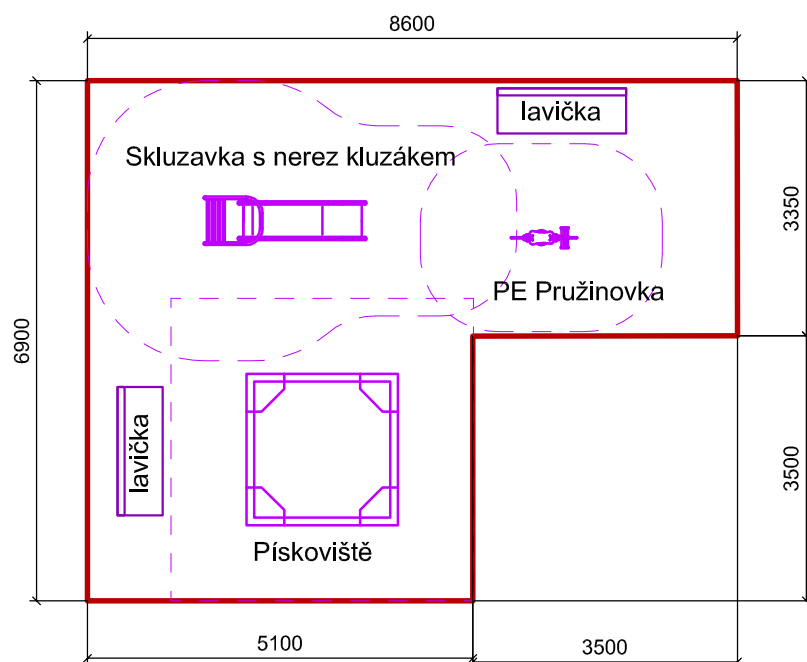 8600
lavička
Skluzavka s nerez kluzákem
3350
PE Pružinovka
6900
lavička
3500
Pískoviště
5100
3500